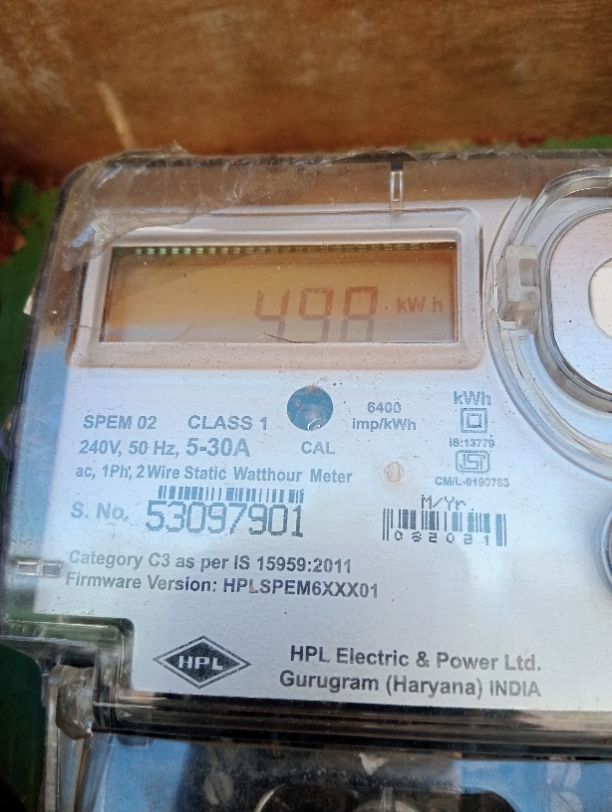 498 kWh
SPEM 02 CLASS 1
240V, 50 Hz, 5-30A
CAL
6400
imp/kWh
kWh
IS:13779
ISI
CM/L-9190763
ac, 1Ph, 2 Wire Static Watthour Meter
S. No. 53097901
M/Yr.
032021
Category C3 as per IS 15959:2011
Firmware Version: HPLSPEM6XXX01
HPL
HPL Electric & Power Ltd.
Gurugram (Haryana) INDIA